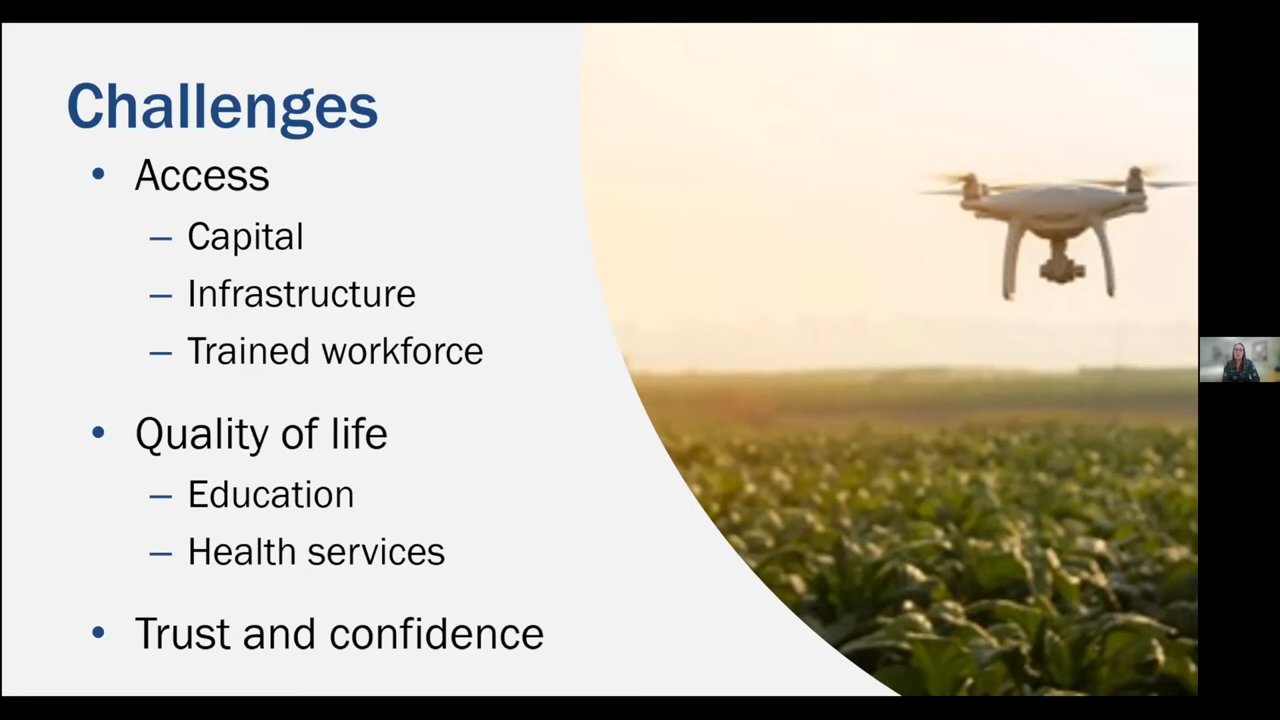 Challenges
• Access
– Capital
– Infrastructure
– Trained workforce
• Quality of life
– Education
– Health services
• Trust and confidence